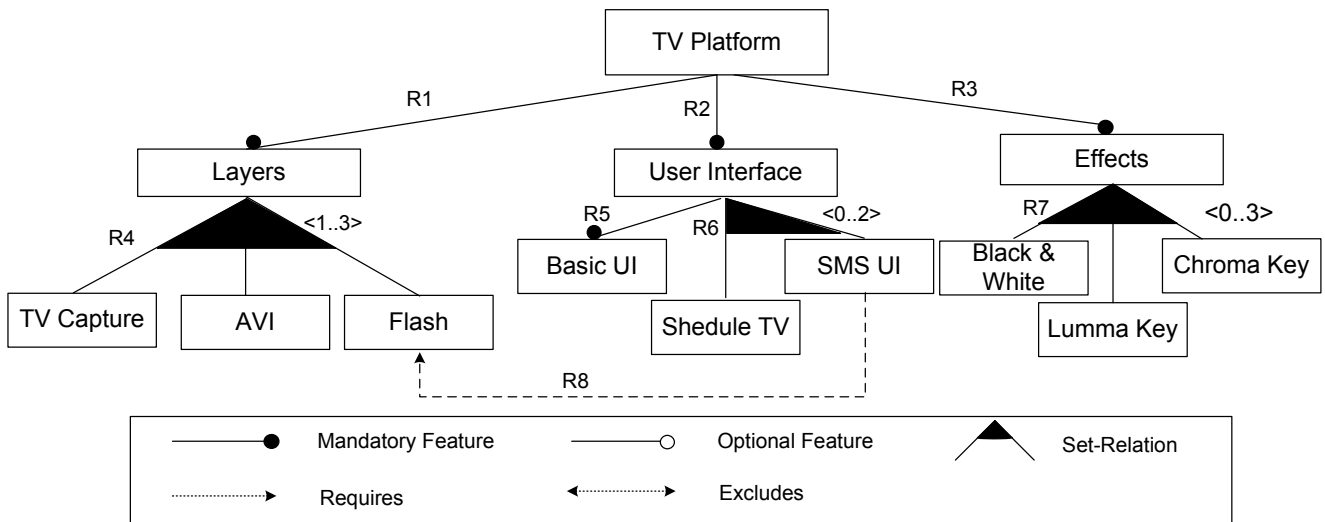 TV Platform
R1
R2
R3
Layers
User Interface
Effects
R4
<1..3>
R5
R6
<0..2>
R7
<0..3>
TV Capture
AVI
Flash
Basic UI
Shedule TV
SMS UI
Black &
White
Lumma Key
Chroma Key
R8
Mandatory Feature
Optional Feature
Set-Relation
Requires
Excludes